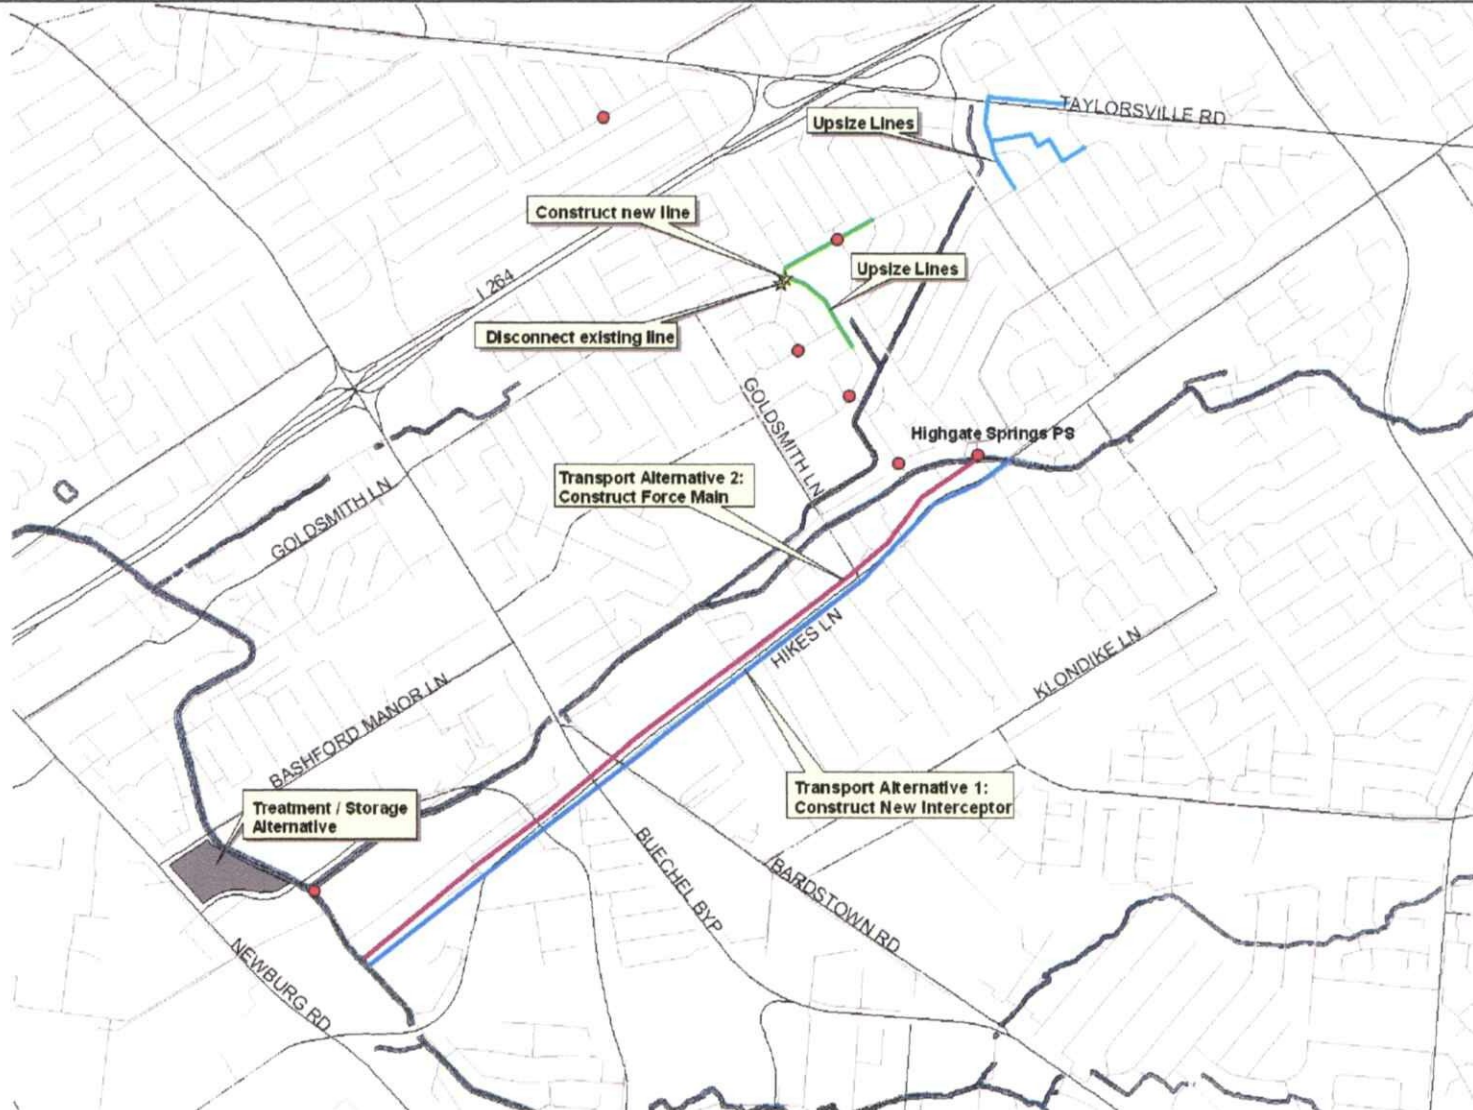 TAYLORSVILLE RD
Upsize Lines
Construct new line
Upsize Lines
I 264
Disconnect existing line
GOLDSMITH LN
Highgate Springs PS
Transport Alternative 2:
Construct Force Main
GOLDSMITH LN
HIKES LN
KLONDIKE LN
BASHFORD MANOR LN
Transport Alternative 1:
Construct New Interceptor
Treatment / Storage
Alternative
BUECHEL BYP
BARDSTOWN RD
NEWBURG RD